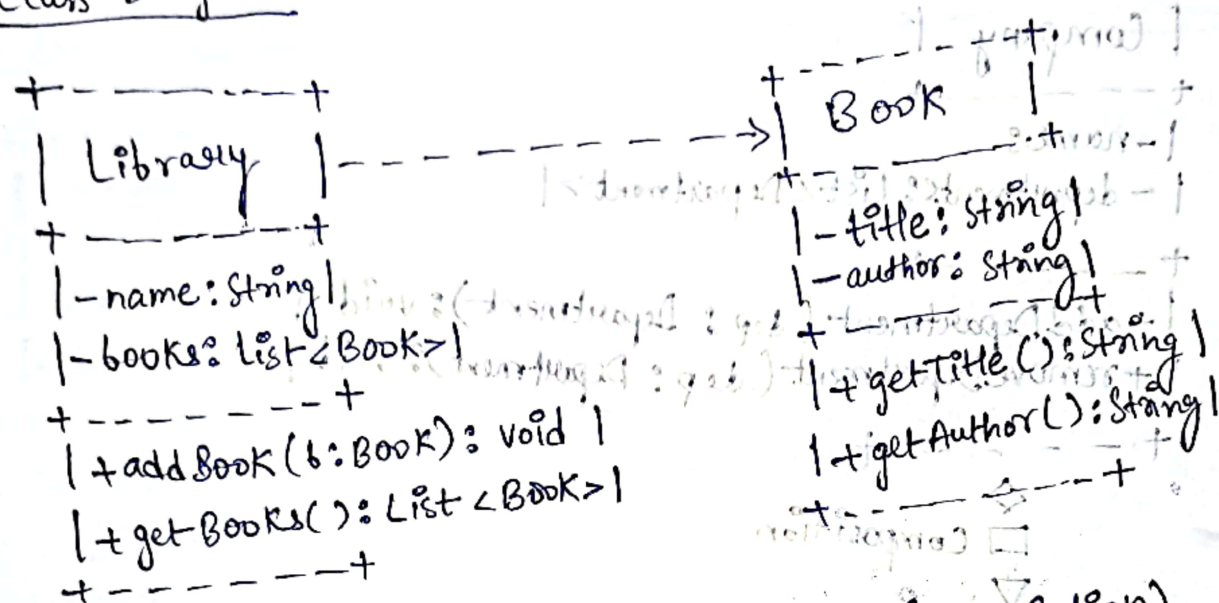 Class
+---------+
| Library |---------->| Book |
+---------+
|-name: String|
|-books: List<Book>|
+--------+
|+addBook(b:Book): void|
|+getBooks(): List<Book>|
+-------+
+-------+
+-------+
|-title: String|
|-author: String|
+-------+
|+getTitle(): String|
|+getAuthor(): String|
+-------+